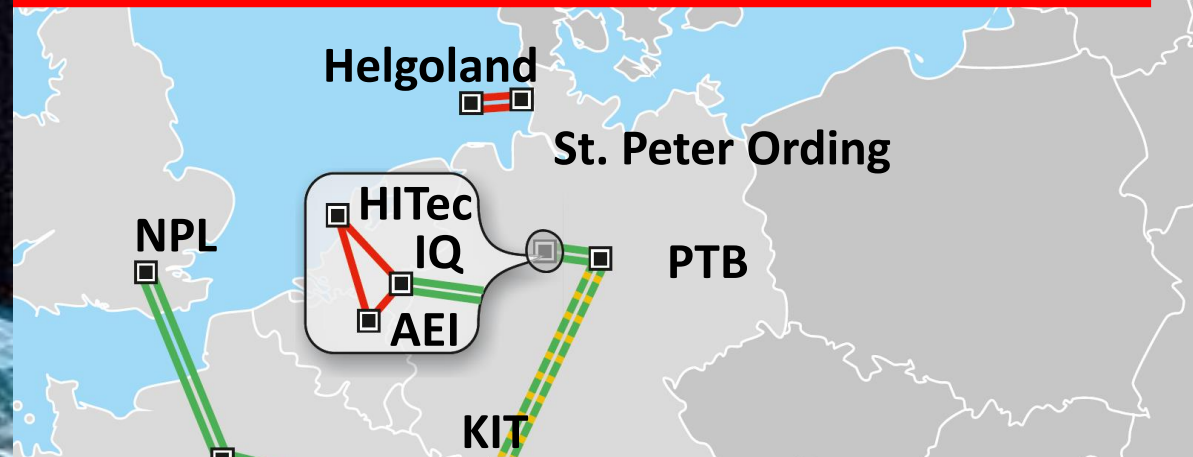 Helgoland
St. Peter Ording
HITec
NPL
IQ
PTB
AEI
KIT